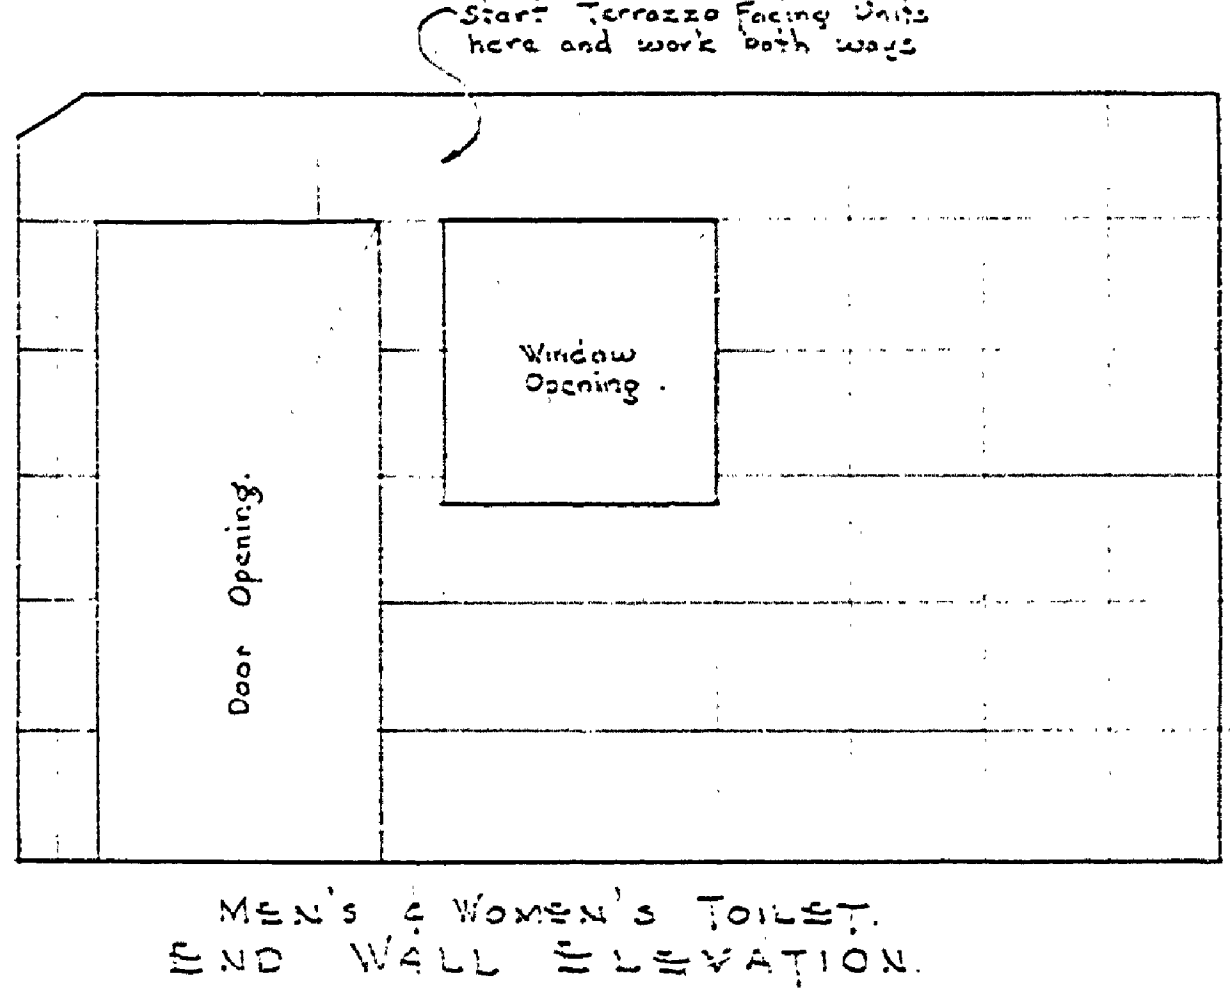 Start Terrazzo Facing Units
here and work both ways
Window
Opening.
Door Opening.
MEN'S & WOMEN'S TOILET.
END WALL ELEVATION.